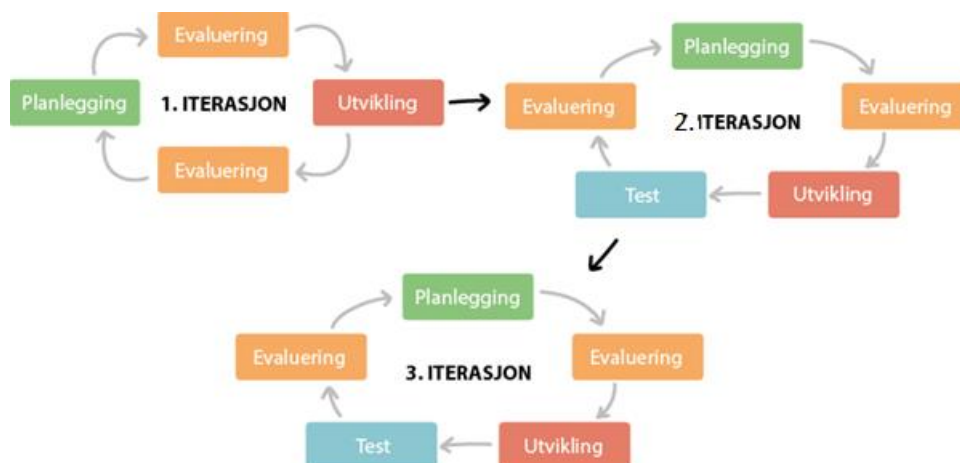 Evaluering
Planlegging
1. ITERASJON
Utvikling
Evaluering
Planlegging
Evaluering
2. ITERASJON
Evaluering
Test
Utvikling
Planlegging
Evaluering
3. ITERASJON
Evaluering
Test
Utvikling